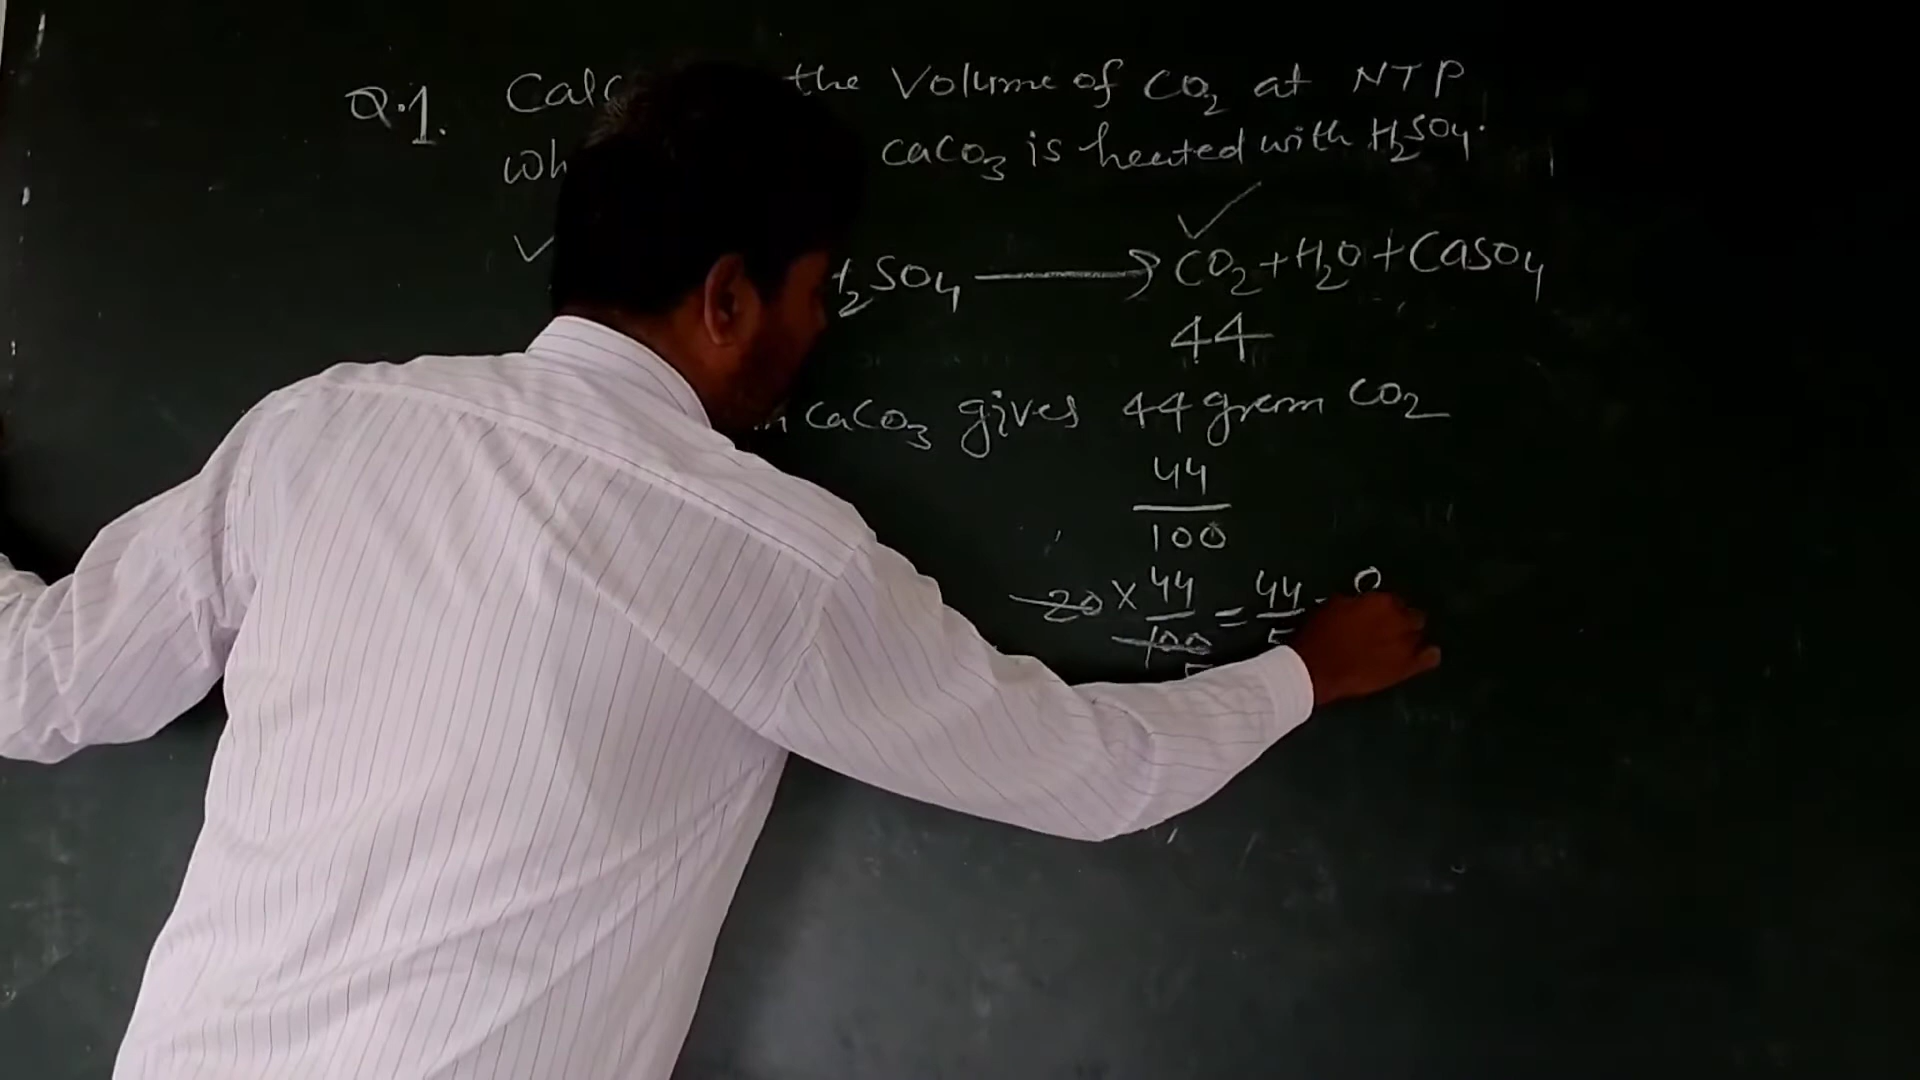 Q.1. Calc the Volume of CO₂ at NTP
Wh CaCO₃ is heated with H₂SO₄.
✓ ✓
H₂SO₄ ⟶ CO₂ + H₂O + CaSO₄
44
CaCO₃ gives 44 gram CO₂
44
100
20 × 44/100 = 44/5
5